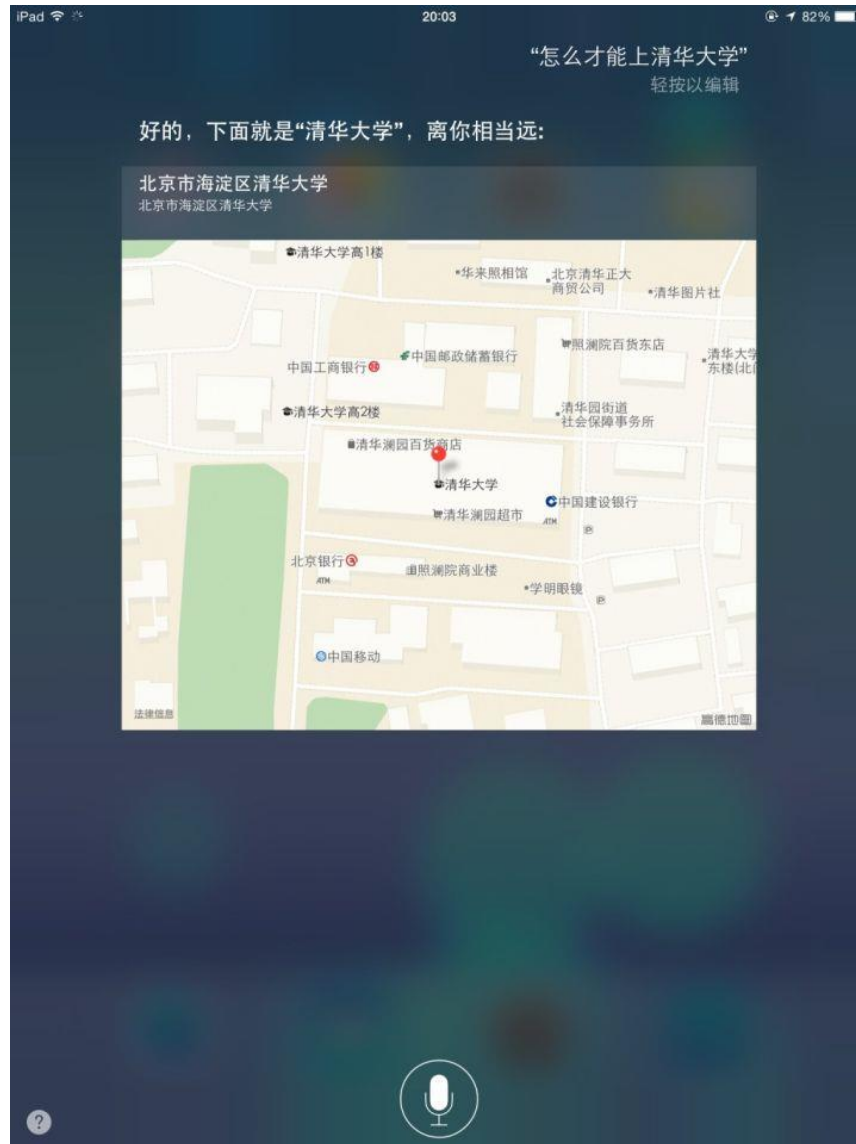 iPad
20:03
82%
“怎么才能上清华大学”
轻按以编辑
好的，下面就是“清华大学”，离你相当远:
北京市海淀区清华大学
北京市海淀区清华大学
清华大学高1楼
华来照相馆
北京清华正大
商贸公司
清华图片社
照澜院百货东店
中国邮政储蓄银行
清华大学
东楼(北门
中国工商银行
清华大学高2楼
清华园街道
社会保障事务所
清华澜园百货商店
清华大学
中国建设银行
清华澜园超市
ATM
P
北京银行
ATM
照澜院商业楼
学明眼镜
P
中国移动
法律信息
高德地图
?